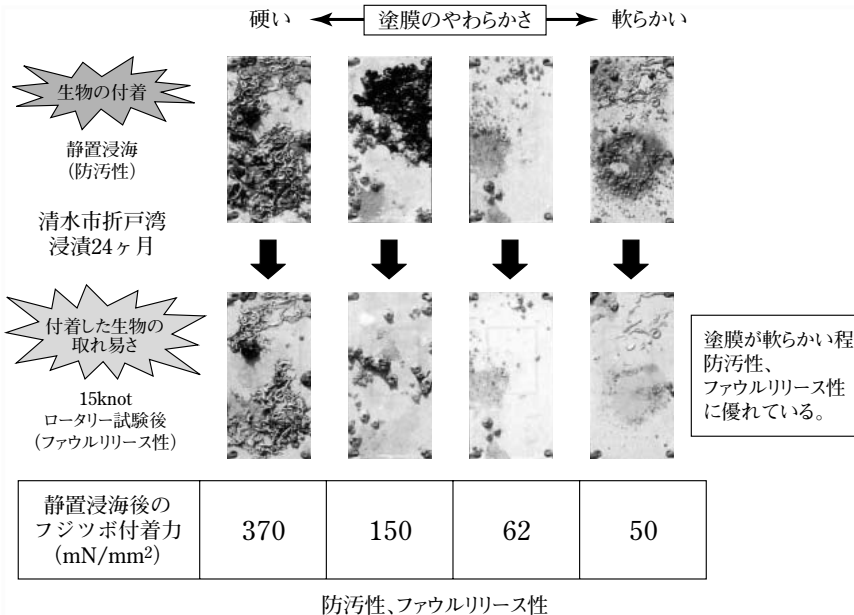 硬い
塗膜のやわらかさ
軟らかい
生物の付着
静置浸海
(防汚性)
清水市折戸湾
浸漬24ヶ月
付着した生物の
取れ易さ
15knot
ロータリー試験後
(ファウルリリース性)
塗膜が軟らかい程
防汚性、
ファウルリリース性
に優れている。
静置浸海後の
フジツボ付着力
(mN/mm²)
370
150
62
50
防汚性、ファウルリリース性